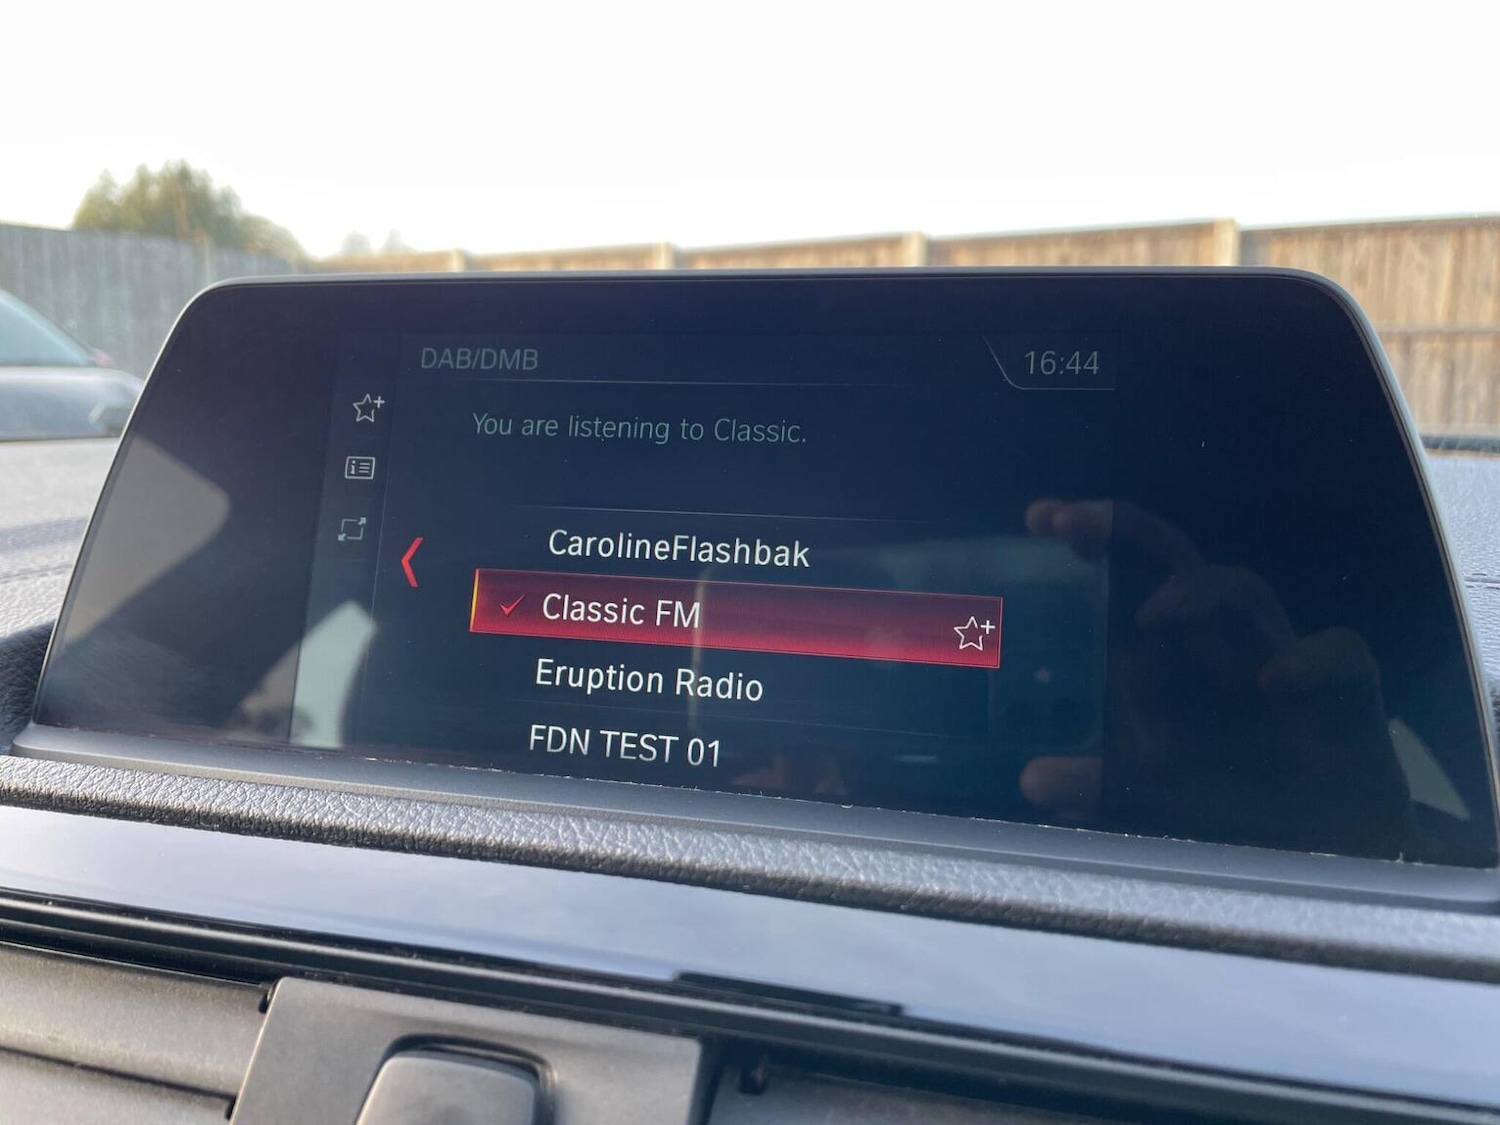 DAB/DMB
16:44
You are listening to Classic.
CarolineFlashbak
Classic FM
Eruption Radio
FDN TEST 01